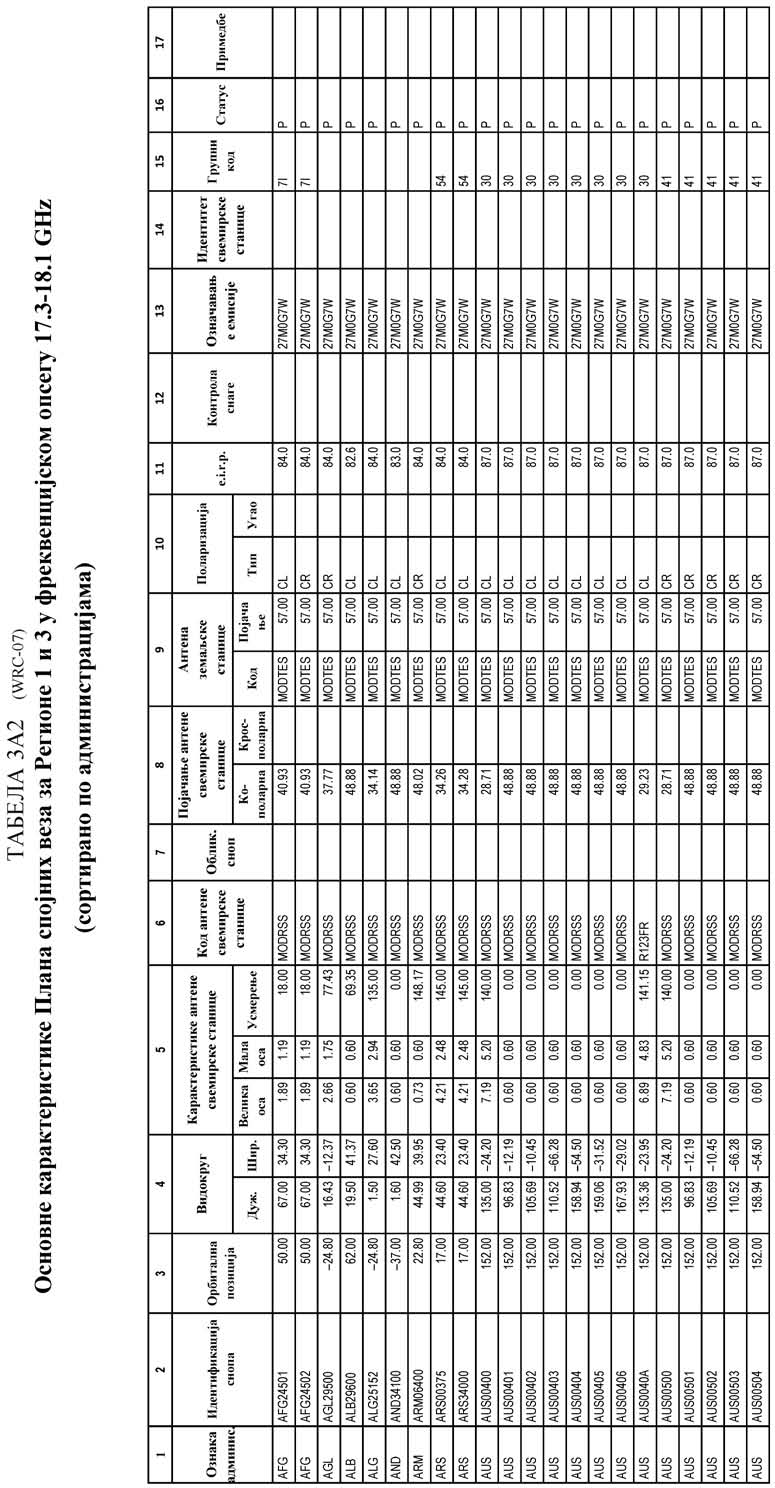 ТАБЕЛА 3А2 (WRC-07)
Основне карактеристике Плана спојних веза за Регионе 1 и 3 у фреквенцијском опсегу 17.3-18.1 GHz
(сортирано по администрацијама)
1 2 3 4 5 6 7 8 9 10 11 12 13 14 15 16 17
Ознака админис. Идентификација снопа Орбитална позиција Видокруг Карактеристике антене свемирске станице Код антене свемирске станице Облик. сноп Појачање антене свемирске станице Антена земаљске станице Поларизација e.i.r.p. Контрола снаге Означавањ е емисије Идентитет свемирске станице Групни код Статус Примедбе
Дуж. Шир. Велика оса Мала оса Усмерење Ко-поларна Крос-поларна Код Појача ње Тип Угао
AFG AFG24501 50.00 67.00 34.30 1.89 1.19 18.00 MODRSS 40.93 MODTES 57.00 CL 84.0 27M0G7W 7I P
AFG AFG24502 50.00 67.00 34.30 1.89 1.19 18.00 MODRSS 40.93 MODTES 57.00 CR 84.0 27M0G7W 7I P
AGL AGL29500 –24.80 16.43 –12.37 2.66 1.75 77.43 MODRSS 37.77 MODTES 57.00 CR 84.0 27M0G7W P
ALB ALB29600 62.00 19.50 41.37 0.60 0.60 69.35 MODRSS 48.88 MODTES 57.00 CL 82.6 27M0G7W P
ALG ALG25152 –24.80 1.50 27.60 3.65 2.94 135.00 MODRSS 34.14 MODTES 57.00 CL 84.0 27M0G7W P
AND AND34100 –37.00 1.60 42.50 0.60 0.60 0.00 MODRSS 48.88 MODTES 57.00 CL 83.0 27M0G7W P
ARM ARM06400 22.80 44.99 39.95 0.73 0.60 148.17 MODRSS 48.02 MODTES 57.00 CR 84.0 27M0G7W P
ARS ARS00375 17.00 44.60 23.40 4.21 2.48 145.00 MODRSS 34.26 MODTES 57.00 CL 84.0 27M0G7W 54 P
ARS ARS34000 17.00 44.60 23.40 4.21 2.48 145.00 MODRSS 34.28 MODTES 57.00 CL 84.0 27M0G7W 54 P
AUS AUS00400 152.00 135.00 –24.20 7.19 5.20 140.00 MODRSS 28.71 MODTES 57.00 CL 87.0 27M0G7W 30 P
AUS AUS00401 152.00 96.83 –12.19 0.60 0.60 0.00 MODRSS 48.88 MODTES 57.00 CL 87.0 27M0G7W 30 P
AUS AUS00402 152.00 105.69 –10.45 0.60 0.60 0.00 MODRSS 48.88 MODTES 57.00 CL 87.0 27M0G7W 30 P
AUS AUS00403 152.00 110.52 –66.28 0.60 0.60 0.00 MODRSS 48.88 MODTES 57.00 CL 87.0 27M0G7W 30 P
AUS AUS00404 152.00 158.94 –54.50 0.60 0.60 0.00 MODRSS 48.88 MODTES 57.00 CL 87.0 27M0G7W 30 P
AUS AUS00405 152.00 159.06 –31.52 0.60 0.60 0.00 MODRSS 48.88 MODTES 57.00 CL 87.0 27M0G7W 30 P
AUS AUS00406 152.00 167.93 –29.02 0.60 0.60 0.00 MODRSS 48.88 MODTES 57.00 CL 87.0 27M0G7W 30 P
AUS AUS0040A 152.00 135.36 –23.95 6.89 4.83 141.15 R123FR 29.23 MODTES 57.00 CL 87.0 27M0G7W 30 P
AUS AUS00500 152.00 135.00 –24.20 7.19 5.20 140.00 MODRSS 28.71 MODTES 57.00 CR 87.0 27M0G7W 41 P
AUS AUS00501 152.00 96.83 –12.19 0.60 0.60 0.00 MODRSS 48.88 MODTES 57.00 CR 87.0 27M0G7W 41 P
AUS AUS00502 152.00 105.69 –10.45 0.60 0.60 0.00 MODRSS 48.88 MODTES 57.00 CR 87.0 27M0G7W 41 P
AUS AUS00503 152.00 110.52 –66.28 0.60 0.60 0.00 MODRSS 48.88 MODTES 57.00 CR 87.0 27M0G7W 41 P
AUS AUS00504 152.00 158.94 –54.50 0.60 0.60 0.00 MODRSS 48.88 MODTES 57.00 CR 87.0 27M0G7W 41 P